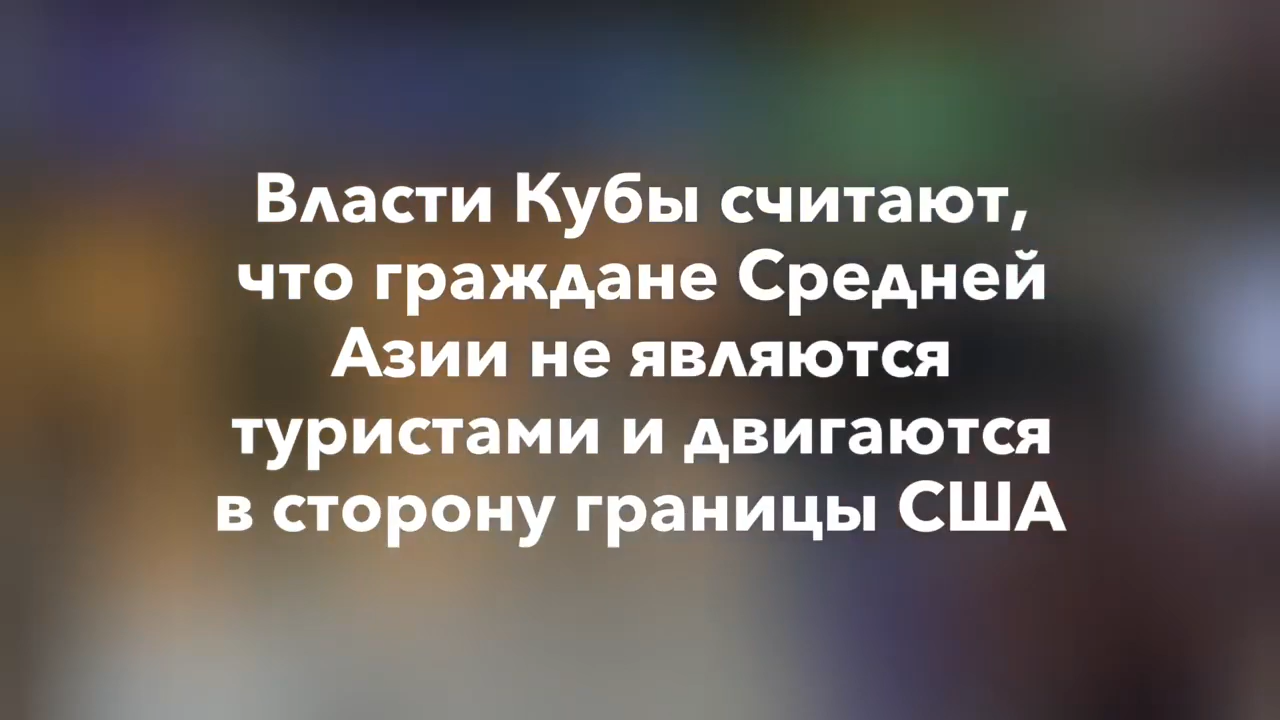 Власти Кубы считают,
что граждане Средней
Азии не являются
туристами и двигаются
в сторону границы США